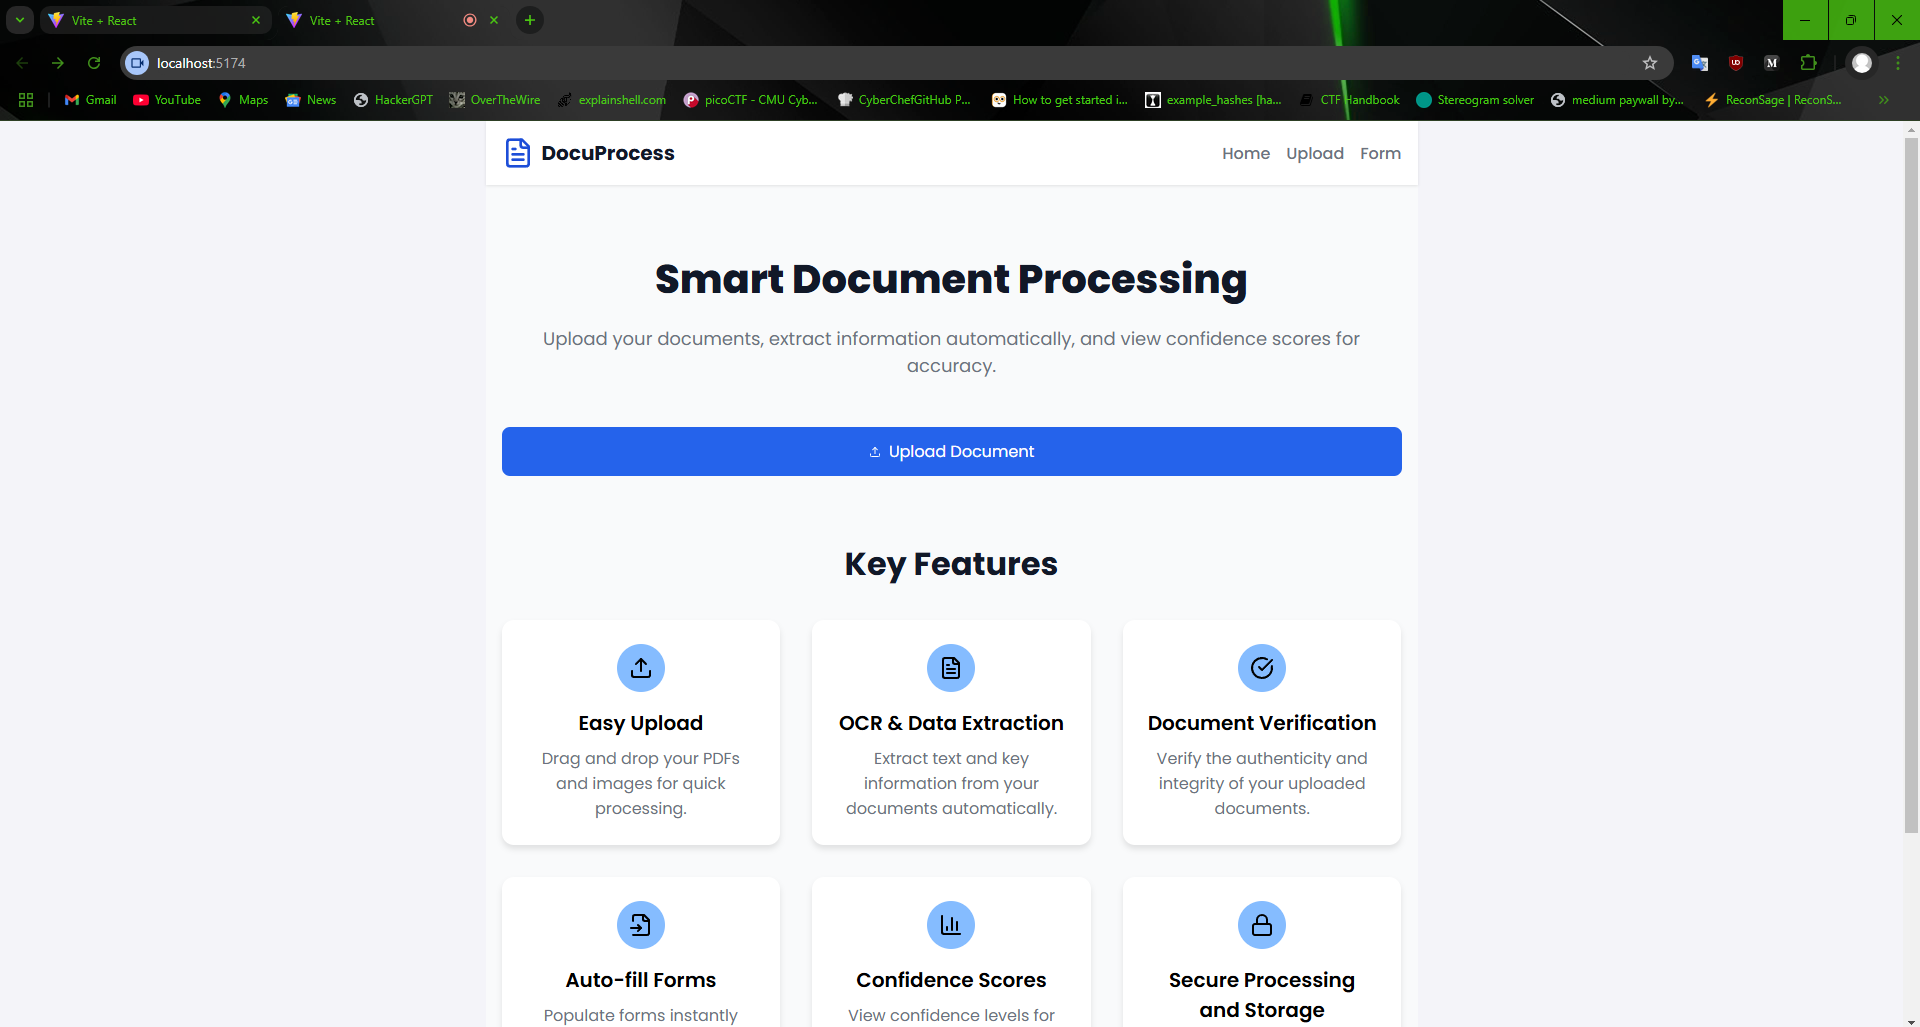 Vite + React
Vite + React
localhost:5174
Gmail
YouTube
Maps
News
HackerGPT
OverTheWire
explainshell.com
picoCTF - CMU Cyb...
CyberChefGitHub P...
How to get started i...
example_hashes [ha...
CTF Handbook
Stereogram solver
medium paywall by...
ReconSage | ReconS...
DocuProcess
Home Upload Form
Smart Document Processing
Upload your documents, extract information automatically, and view confidence scores for
accuracy.
Upload Document
Key Features
Easy Upload
Drag and drop your PDFs
and images for quick
processing.
OCR & Data Extraction
Extract text and key
information from your
documents automatically.
Document Verification
Verify the authenticity and
integrity of your uploaded
documents.
Auto-fill Forms
Populate forms instantly
Confidence Scores
View confidence levels for
Secure Processing
and Storage